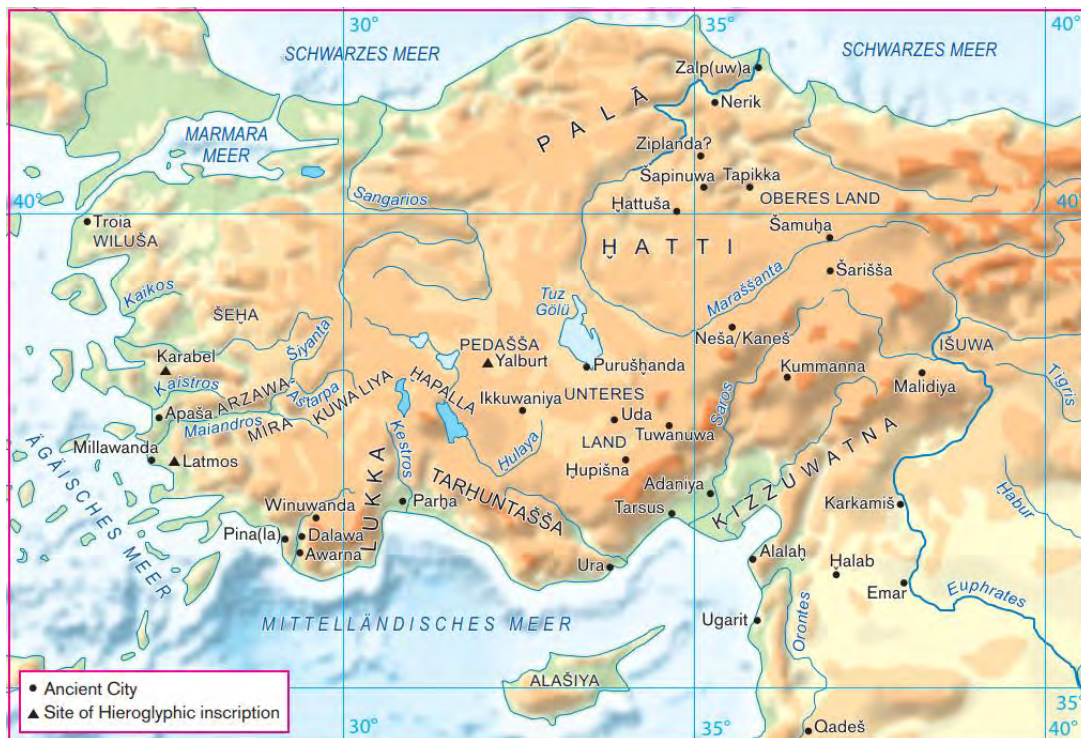 30°
35°
40°
SCHWARZES MEER
SCHWARZES MEER
Zalp(uw)a
Nerik
PALĀ
MARMARA
MEER
Ziplanda?
Šapinuwa
Tapikka
Sangarios
OBERES LAND
40°
40°
Ḫattuša
Troia
WILUŠA
Šamuḫa
ḪATTI
Šarišša
Maraššanta
Kaikos
Tuz
Gölü
ŠEḪA
Šiyanta
Neša/Kaneš
IŠUWA
PEDAŠŠA
Yalburt
Karabel
Purušḫanda
Kummanna
Malidiya
Tigris
Kaistros
ARZAWA
Astarpa
KUWALIYA
ḪAPALLA
Ikkuwaniya
UNTERES
LAND
Saros
Apaša
Maiandros
MIRA
Uda
Tuwanuwa
Millawanda
Latmos
Kestros
Ḫulaya
Ḫupišna
KIZZUWATNA
ÄGÄISCHES MEER
Winuwanda
LUKKA
Parḫa
TARḪUNTAŠŠA
Adaniya
Tarsus
Karkamiš
Ḫabur
Pina(la)
Dalawa
Awarna
Ura
Alalaḫ
Ḫalab
Emar
Euphrates
MITTELLÄNDISCHES MEER
Ugarit
Orontes
ALAŠIYA
Ancient City
Site of Hieroglyphic inscription
35°
30°
35°
40°
Qadeš